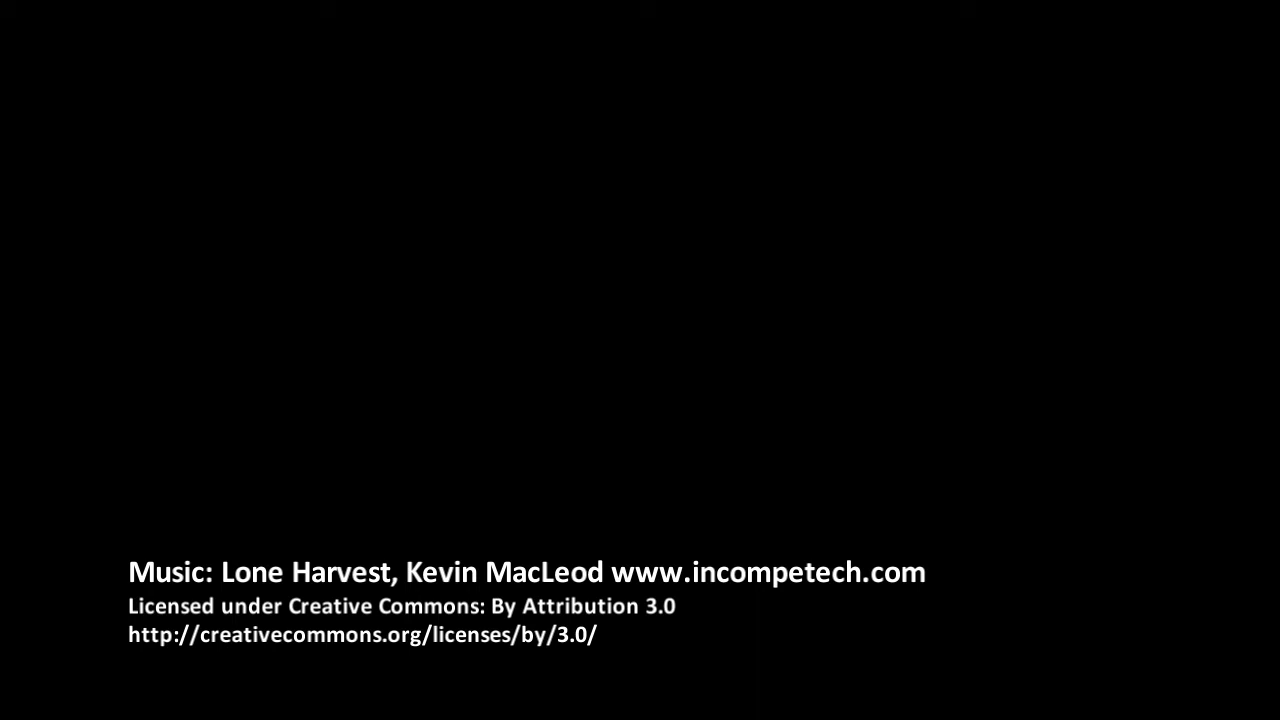 Music: Lone Harvest, Kevin MacLeod www.incompetech.com
Licensed under Creative Commons: By Attribution 3.0
http://creativecommons.org/licenses/by/3.0/